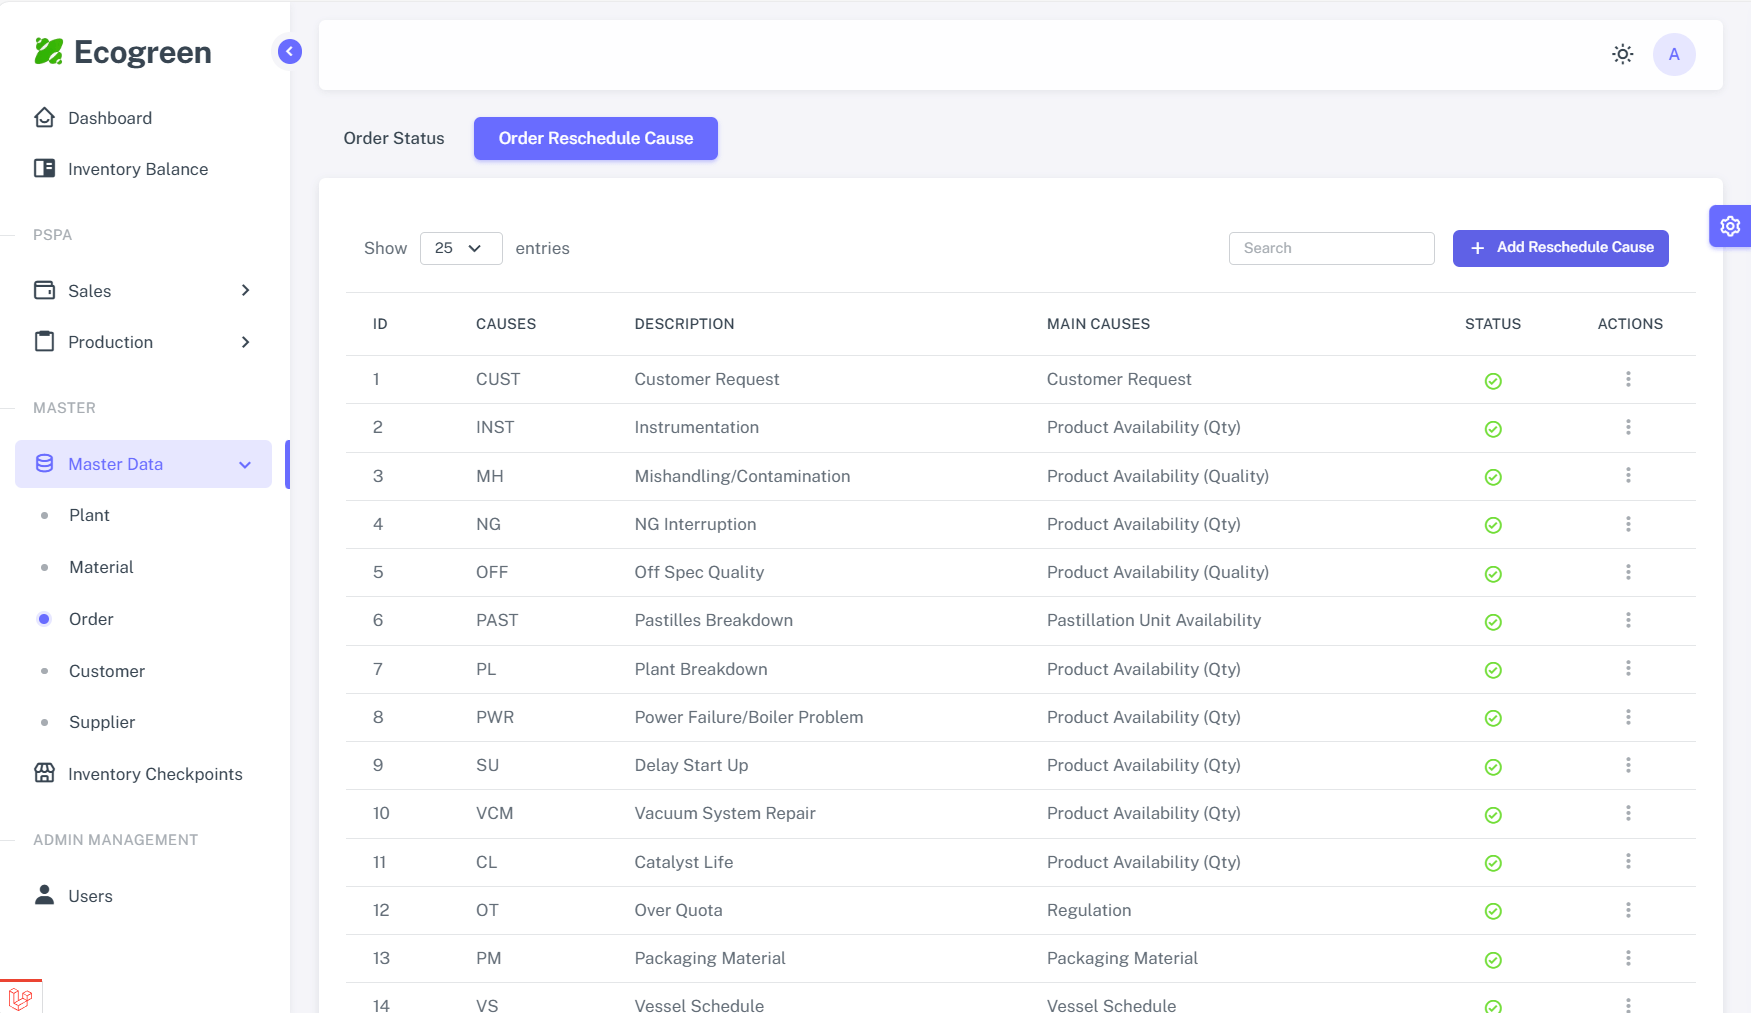 Ecogreen
Dashboard
Inventory Balance
PSPA
Sales
Production
MASTER
Master Data
Plant
Material
Order
Customer
Supplier
Inventory Checkpoints
ADMIN MANAGEMENT
Users
A
Order Status Order Reschedule Cause
Show 25 entries Search + Add Reschedule Cause
ID CAUSES DESCRIPTION MAIN CAUSES STATUS ACTIONS
1 CUST Customer Request Customer Request
2 INST Instrumentation Product Availability (Qty)
3 MH Mishandling/Contamination Product Availability (Quality)
4 NG NG Interruption Product Availability (Qty)
5 OFF Off Spec Quality Product Availability (Quality)
6 PAST Pastilles Breakdown Pastillation Unit Availability
7 PL Plant Breakdown Product Availability (Qty)
8 PWR Power Failure/Boiler Problem Product Availability (Qty)
9 SU Delay Start Up Product Availability (Qty)
10 VCM Vacuum System Repair Product Availability (Qty)
11 CL Catalyst Life Product Availability (Qty)
12 OT Over Quota Regulation
13 PM Packaging Material Packaging Material
14 VS Vessel Schedule Vessel Schedule